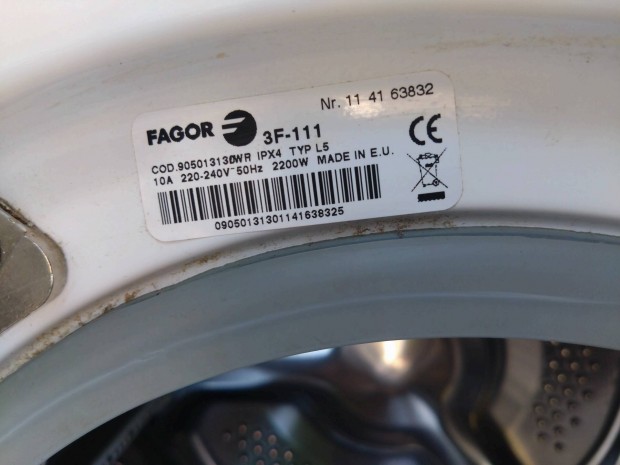 Nr. 11 41 63832
FAGOR 3F-111
CE
COD.905013130WR IPX4 TYP L5
10A 220-240V~50Hz 2200W MADE IN E.U.
09050131301141638325